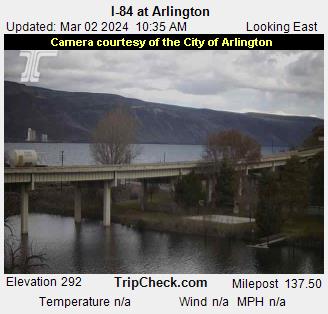 I-84 at Arlington
Updated: Mar 02 2024 10:35 AM Looking East
Camera courtesy of the City of Arlington
Elevation 292 TripCheck.com Milepost 137.50
Temperature n/a Wind n/a MPH n/a